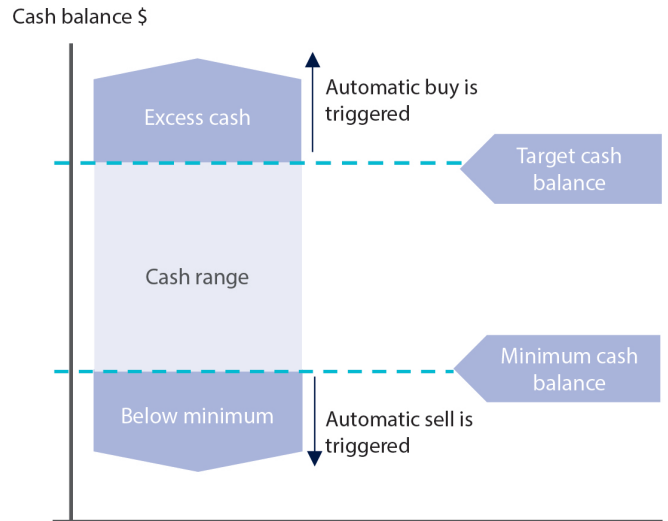 Cash balance $
Excess cash
Automatic buy is
triggered
Target cash
balance
Cash range
Minimum cash
balance
Below minimum
Automatic sell is
triggered